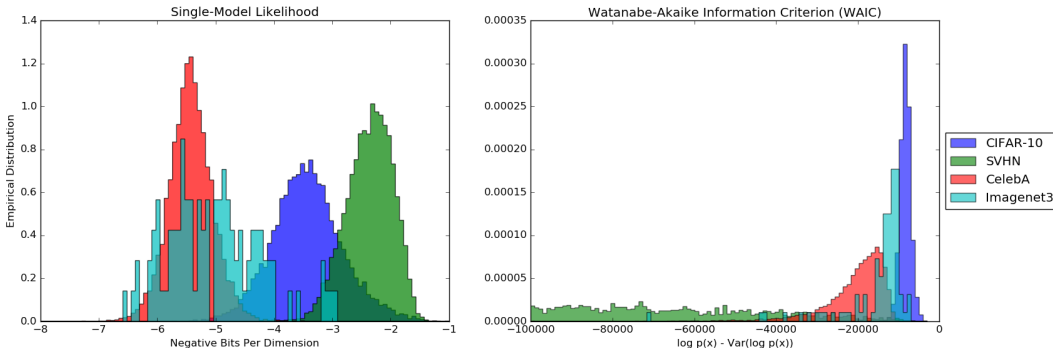 Single-Model Likelihood
1.4
1.2
1.0
0.8
0.6
0.4
0.2
0.0
Empirical Distribution
−8 −7 −6 −5 −4 −3 −2 −1
Negative Bits Per Dimension
Watanabe-Akaike Information Criterion (WAIC)
0.00035
0.00030
0.00025
0.00020
0.00015
0.00010
0.00005
0.00000
−100000 −80000 −60000 −40000 −20000 0
log p(x) - Var(log p(x))
CIFAR-10
SVHN
CelebA
Imagenet3